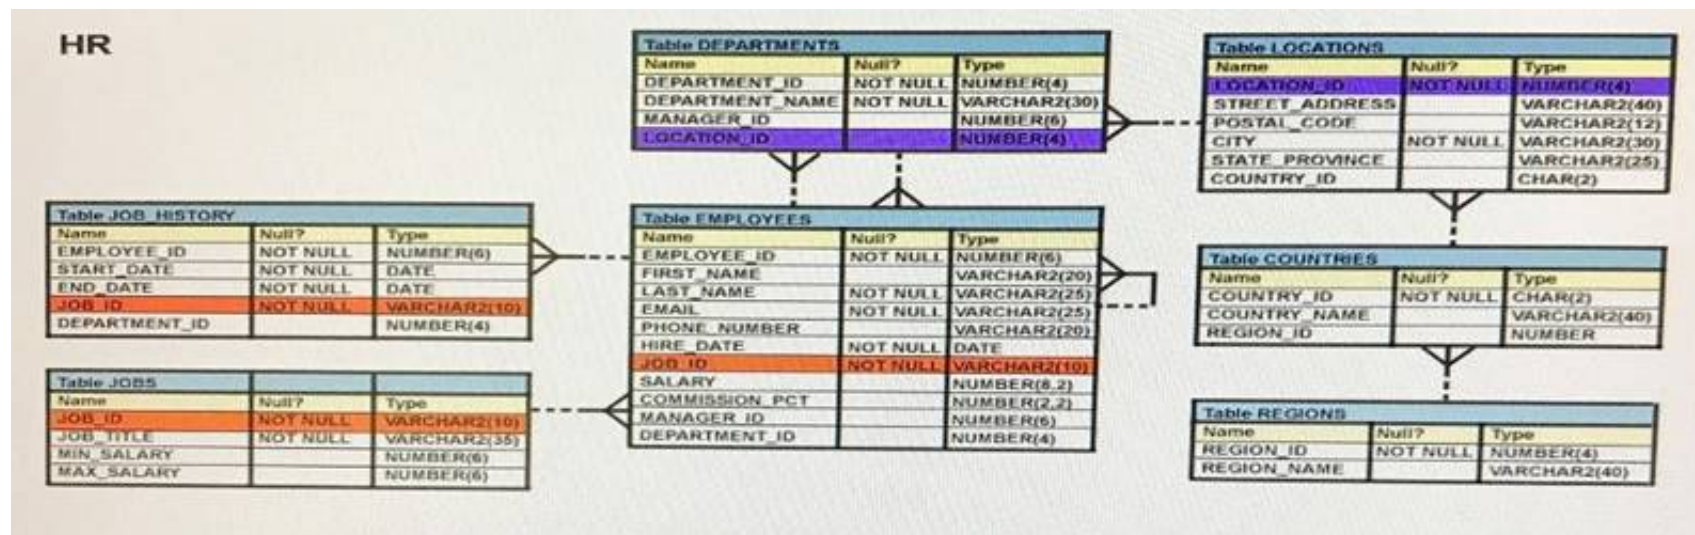 HR
Table DEPARTMENTS
Name Null? Type
DEPARTMENT_ID NOT NULL NUMBER(4)
DEPARTMENT_NAME NOT NULL VARCHAR2(30)
MANAGER_ID NUMBER(6)
LOCATION_ID NUMBER(4)
Table LOCATIONS
Name Null? Type
LOCATION_ID NOT NULL NUMBER(4)
STREET_ADDRESS VARCHAR2(40)
POSTAL_CODE VARCHAR2(12)
CITY NOT NULL VARCHAR2(30)
STATE_PROVINCE VARCHAR2(25)
COUNTRY_ID CHAR(2)
Table JOB_HISTORY
Name Null? Type
EMPLOYEE_ID NOT NULL NUMBER(6)
START_DATE NOT NULL DATE
END_DATE NOT NULL DATE
JOB_ID NOT NULL VARCHAR2(10)
DEPARTMENT_ID NUMBER(4)
Table EMPLOYEES
Name Null? Type
EMPLOYEE_ID NOT NULL NUMBER(6)
FIRST_NAME VARCHAR2(20)
LAST_NAME NOT NULL VARCHAR2(25)
EMAIL NOT NULL VARCHAR2(25)
PHONE_NUMBER VARCHAR2(20)
HIRE_DATE NOT NULL DATE
JOB_ID NOT NULL VARCHAR2(10)
SALARY NUMBER(8,2)
COMMISSION_PCT NUMBER(2,2)
MANAGER_ID NUMBER(6)
DEPARTMENT_ID NUMBER(4)
Table COUNTRIES
Name Null? Type
COUNTRY_ID NOT NULL CHAR(2)
COUNTRY_NAME VARCHAR2(40)
REGION_ID NUMBER
Table JOBS
Name Null? Type
JOB_ID NOT NULL VARCHAR2(10)
JOB_TITLE NOT NULL VARCHAR2(35)
MIN_SALARY NUMBER(6)
MAX_SALARY NUMBER(6)
Table REGIONS
Name Null? Type
REGION_ID NOT NULL NUMBER(4)
REGION_NAME VARCHAR2(40)